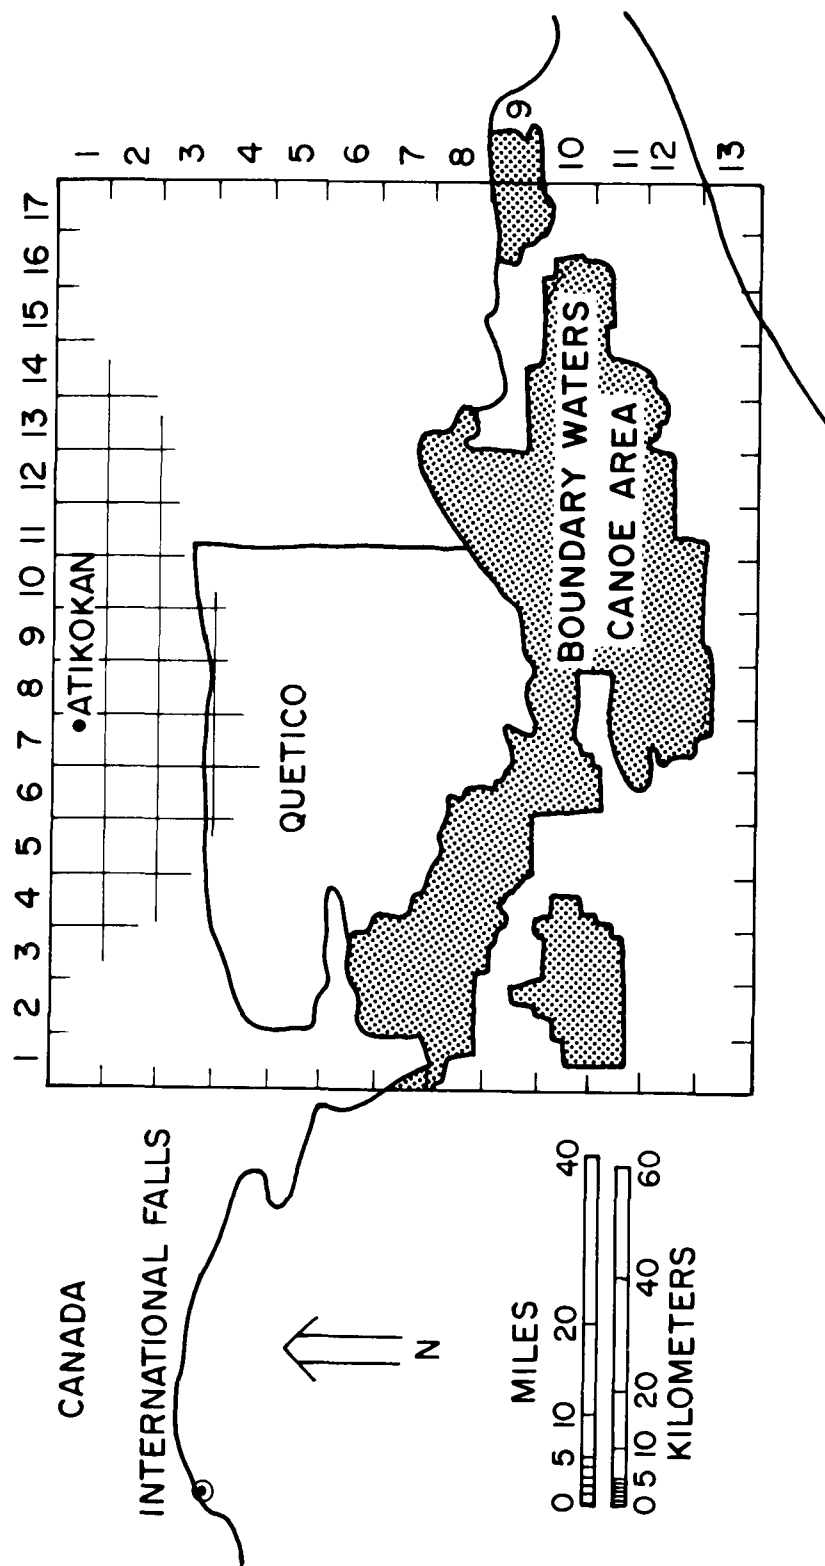 CANADA
INTERNATIONAL FALLS
N
MILES
0 5 10 20 40
0 5 10 20 40 60
KILOMETERS
1 2 3 4 5 6 7 8 9 10 11 12 13 14 15 16 17
ATIKOKAN
QUETICO
BOUNDARY WATERS
CANOE AREA
1
2
3
4
5
6
7
8
9
10
11
12
13